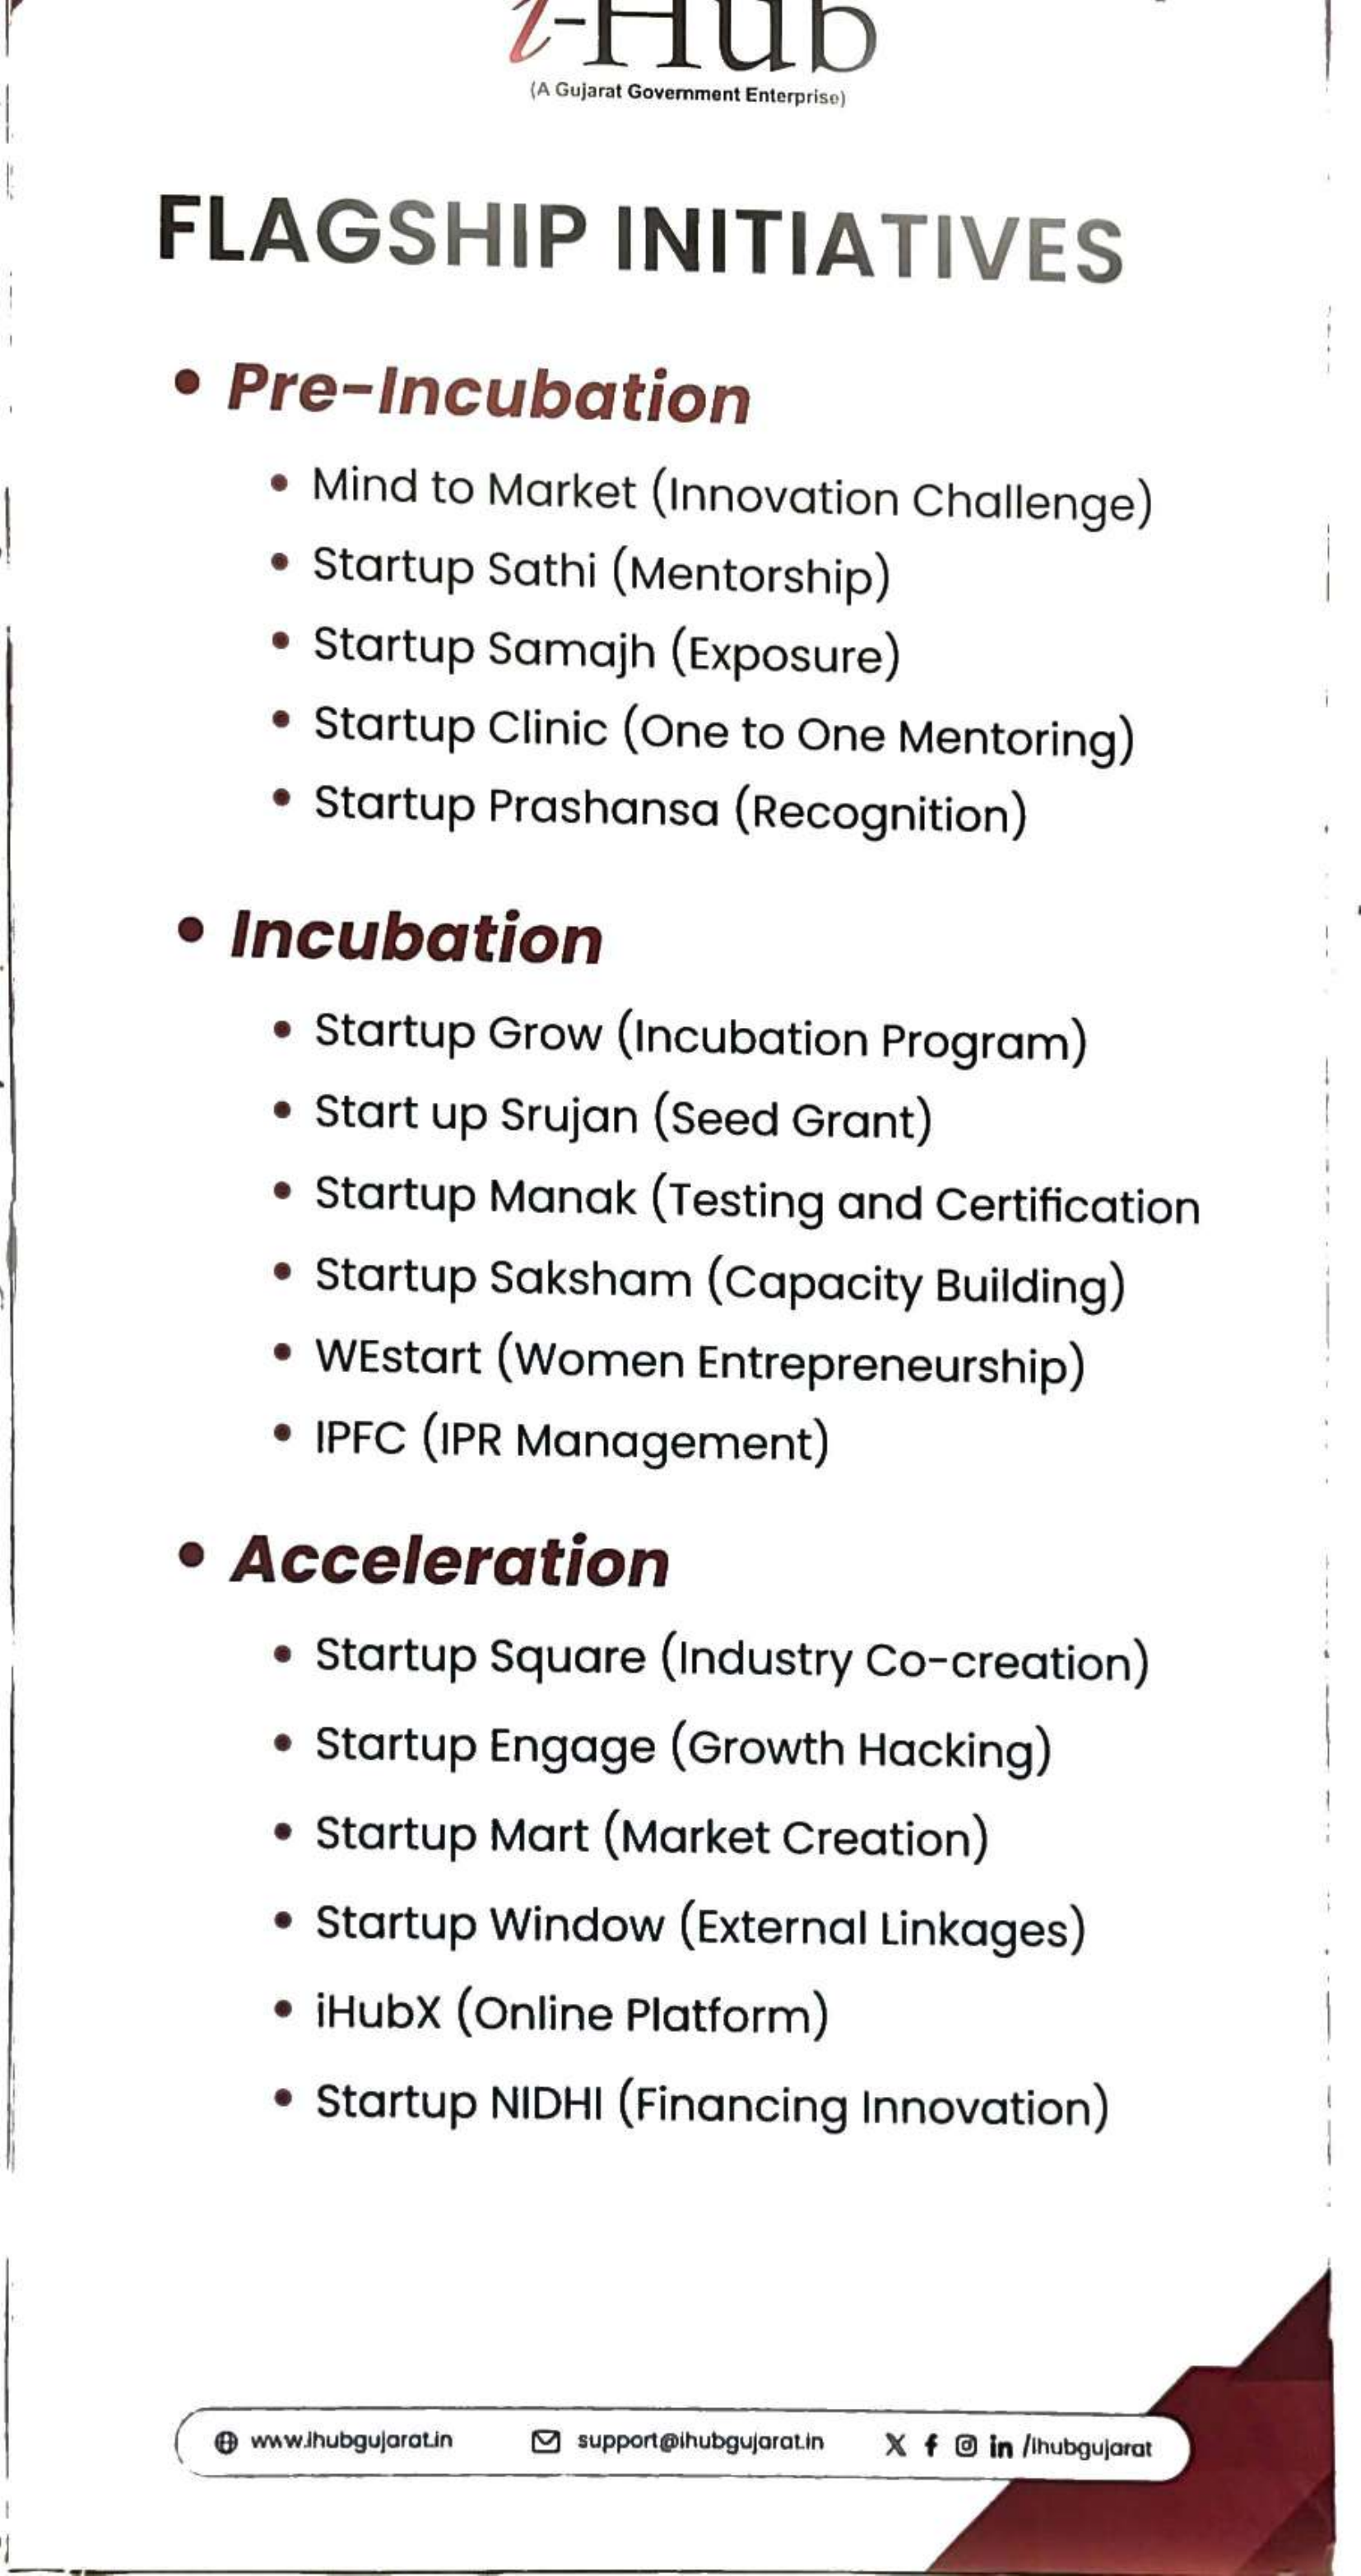 i-Hub
(A Gujarat Government Enterprise)
FLAGSHIP INITIATIVES
• Pre-Incubation
• Mind to Market (Innovation Challenge)
• Startup Sathi (Mentorship)
• Startup Samajh (Exposure)
• Startup Clinic (One to One Mentoring)
• Startup Prashansa (Recognition)
• Incubation
• Startup Grow (Incubation Program)
• Start up Srujan (Seed Grant)
• Startup Manak (Testing and Certification
• Startup Saksham (Capacity Building)
• WEstart (Women Entrepreneurship)
• IPFC (IPR Management)
• Acceleration
• Startup Square (Industry Co-creation)
• Startup Engage (Growth Hacking)
• Startup Mart (Market Creation)
• Startup Window (External Linkages)
• iHubX (Online Platform)
• Startup NIDHI (Financing Innovation)
www.ihubgujarat.in support@ihubgujarat.in X f in /ihubgujarat